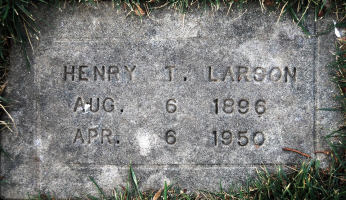 HENRY T. LARSON
AUG. 6 1896
APR. 6 1950